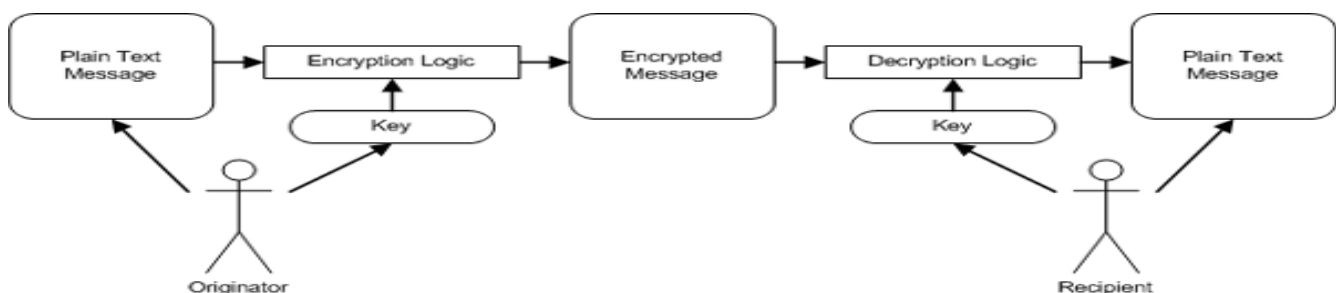 Plain Text
Message
Encryption Logic
Encrypted
Message
Decryption Logic
Plain Text
Message
Key
Key
Originator
Recipient